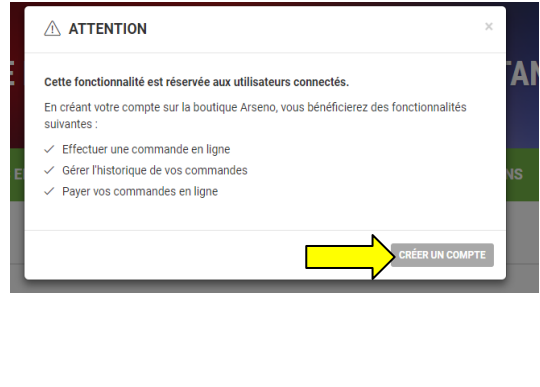 ATTENTION
×
Cette fonctionnalité est réservée aux utilisateurs connectés.
En créant votre compte sur la boutique Arseno, vous bénéficierez des fonctionnalités
suivantes :
Effectuer une commande en ligne
Gérer l'historique de vos commandes
Payer vos commandes en ligne
CRÉER UN COMPTE